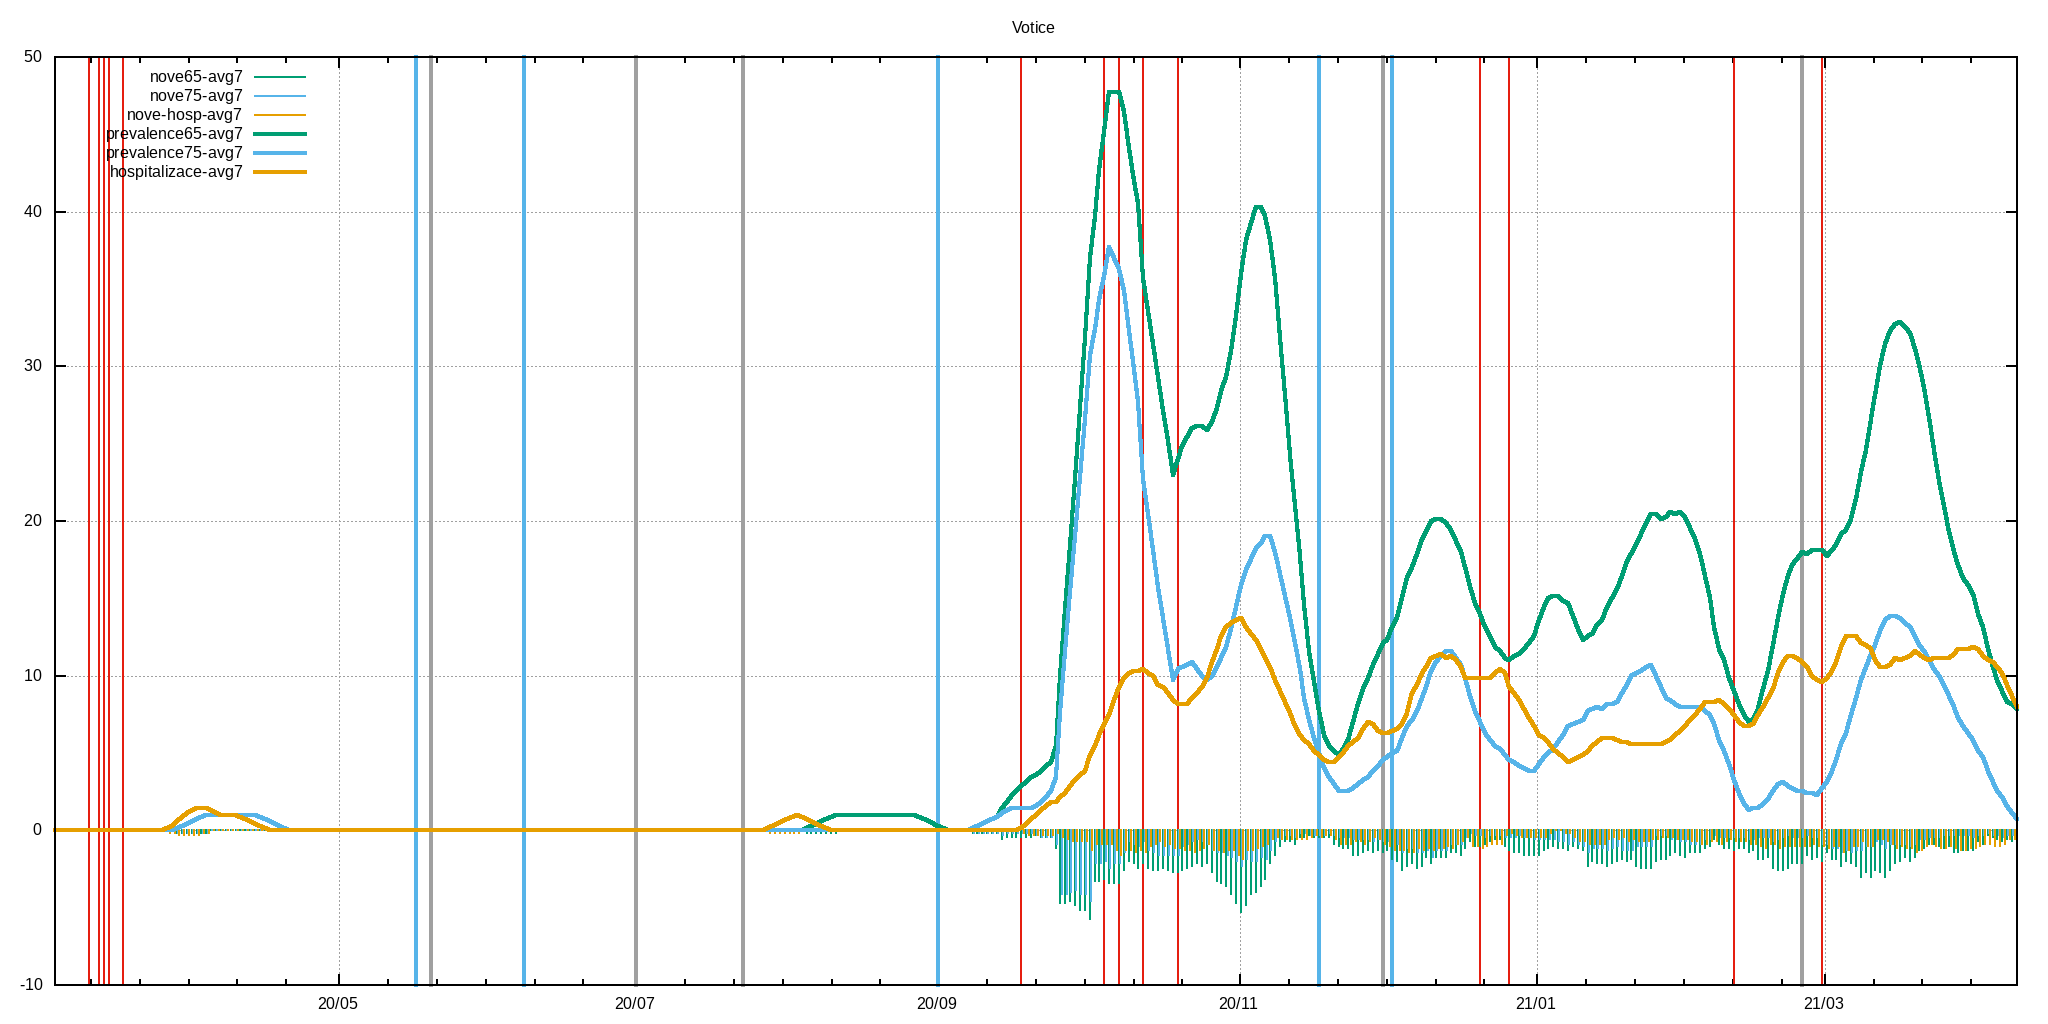 Votice
50
nove65-avg7
nove75-avg7
nove-hosp-avg7
prevalence65-avg7
prevalence75-avg7
hospitalizace-avg7
40
30
20
10
0
-10
20/05 20/07 20/09 20/11 21/01 21/03